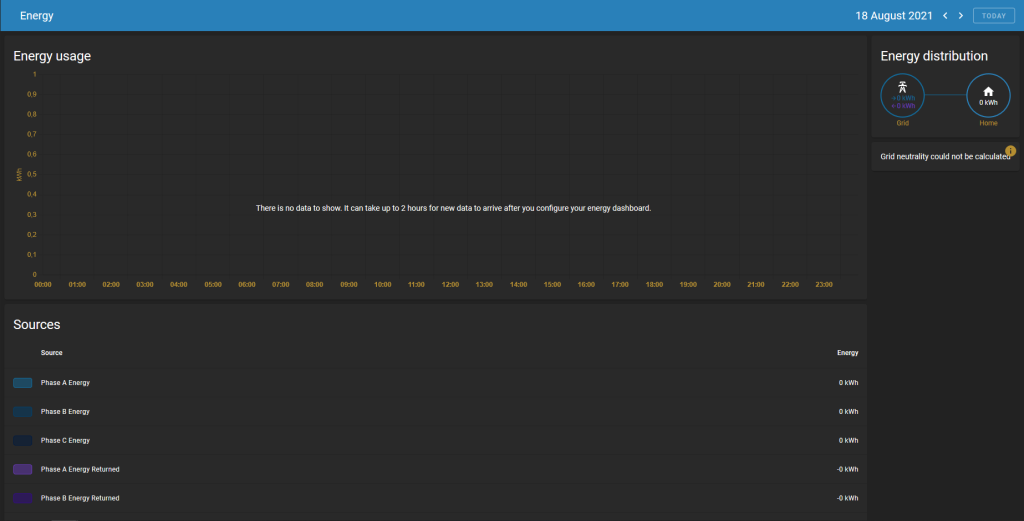 Energy
18 August 2021
TODAY
Energy usage
1
0,9
0,8
0,7
0,6
0,5
0,4
0,3
0,2
0,1
0
kWh
There is no data to show. It can take up to 2 hours for new data to arrive after you configure your energy dashboard.
00:00 01:00 02:00 03:00 04:00 05:00 06:00 07:00 08:00 09:00 10:00 11:00 12:00 13:00 14:00 15:00 16:00 17:00 18:00 19:00 20:00 21:00 22:00 23:00
Energy distribution
0 kWh
0 kWh
Grid
0 kWh
Home
Grid neutrality could not be calculated
Sources
Source Energy
Phase A Energy 0 kWh
Phase B Energy 0 kWh
Phase C Energy 0 kWh
Phase A Energy Returned -0 kWh
Phase B Energy Returned -0 kWh